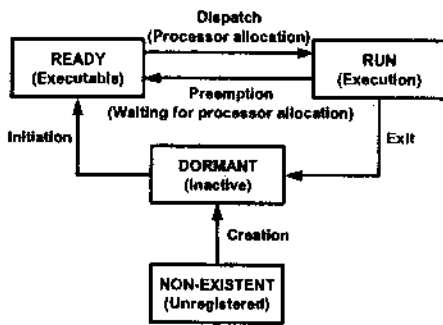 Dispatch
(Processor allocation)
READY
(Executable)
RUN
(Execution)
Preemption
(Waiting for processor allocation)
Initiation
Exit
DORMANT
(Inactive)
Creation
NON-EXISTENT
(Unregistered)